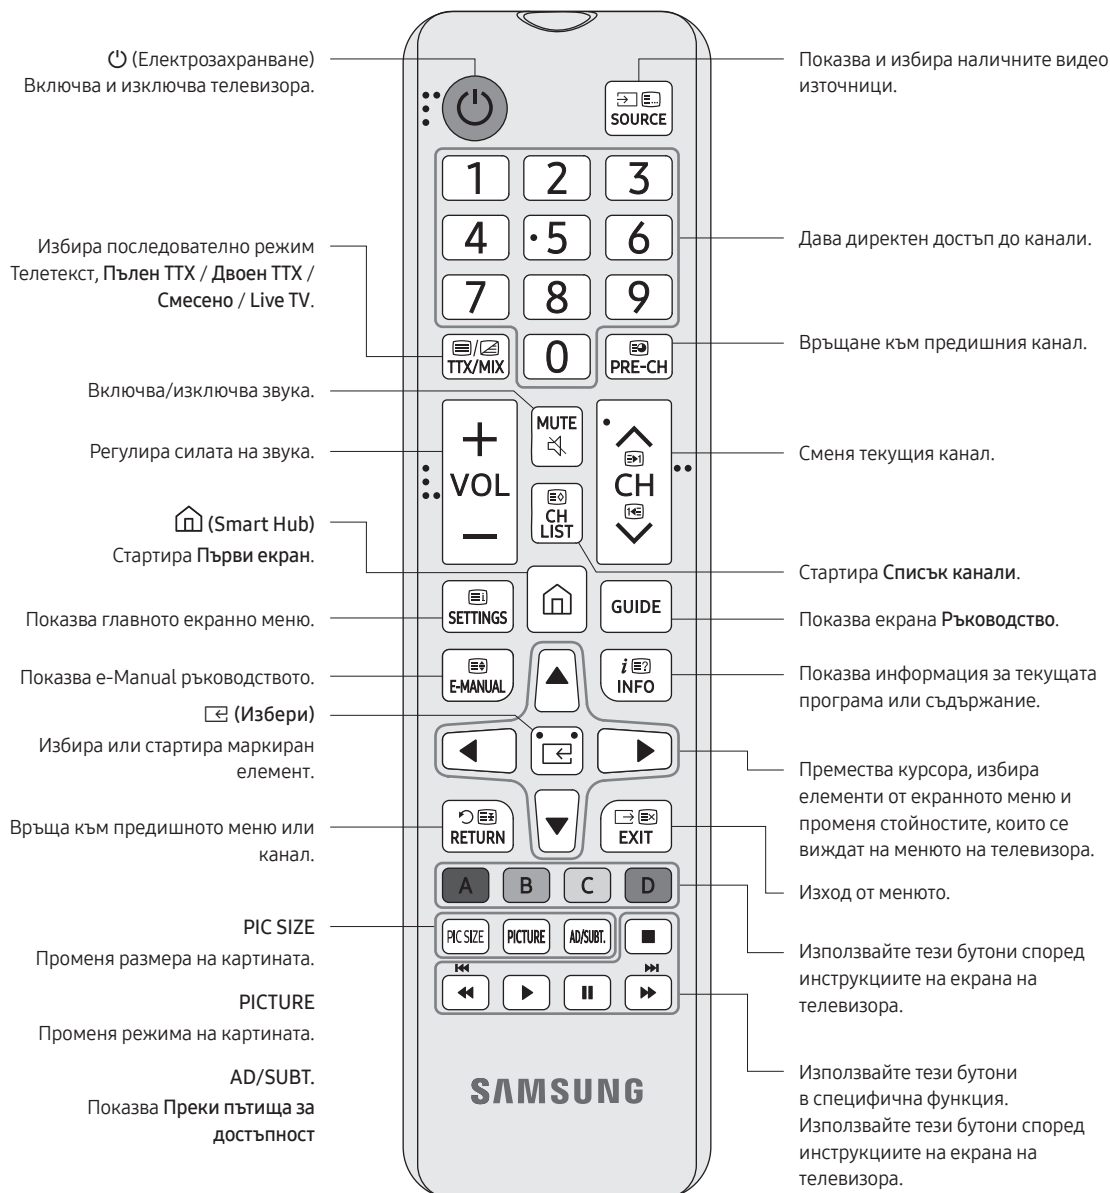 (Електрозахранване)
Включва и изключва телевизора.
Избира последователно режим
Телетекст, Пълен TTX / Двоен TTX /
Смесено / Live TV.
Включва/изключва звука.
Регулира силата на звука.
(Smart Hub)
Стартира Първи екран.
Показва главното екранно меню.
Показва e-Manual ръководството.
(Избери)
Избира или стартира маркиран
елемент.
Връща към предишното меню или
канал.
PIC SIZE
Променя размера на картината.
PICTURE
Променя режима на картината.
AD/SUBT.
Показва Преки пътища за
достъпност
SOURCE
1 2 3
4 5 6
7 8 9
TTX/MIX 0 PRE-CH
MUTE
VOL
CH
CH
LIST
SETTINGS
GUIDE
E-MANUAL
i
INFO
RETURN
EXIT
A B C D
PIC SIZE PICTURE AD/SUBT.
SAMSUNG
Показва и избира наличните видео
източници.
Дава директен достъп до канали.
Връщане към предишния канал.
Сменя текущия канал.
Стартира Списък канали.
Показва екрана Ръководство.
Показва информация за текущата
програма или съдържание.
Премества курсора, избира
елементи от екранното меню и
променя стойностите, които се
виждат на менюто на телевизора.
Изход от менюто.
Използвайте тези бутони според
инструкциите на екрана на
телевизора.
Използвайте тези бутони
в специфична функция.
Използвайте тези бутони според
инструкциите на екрана на
телевизора.